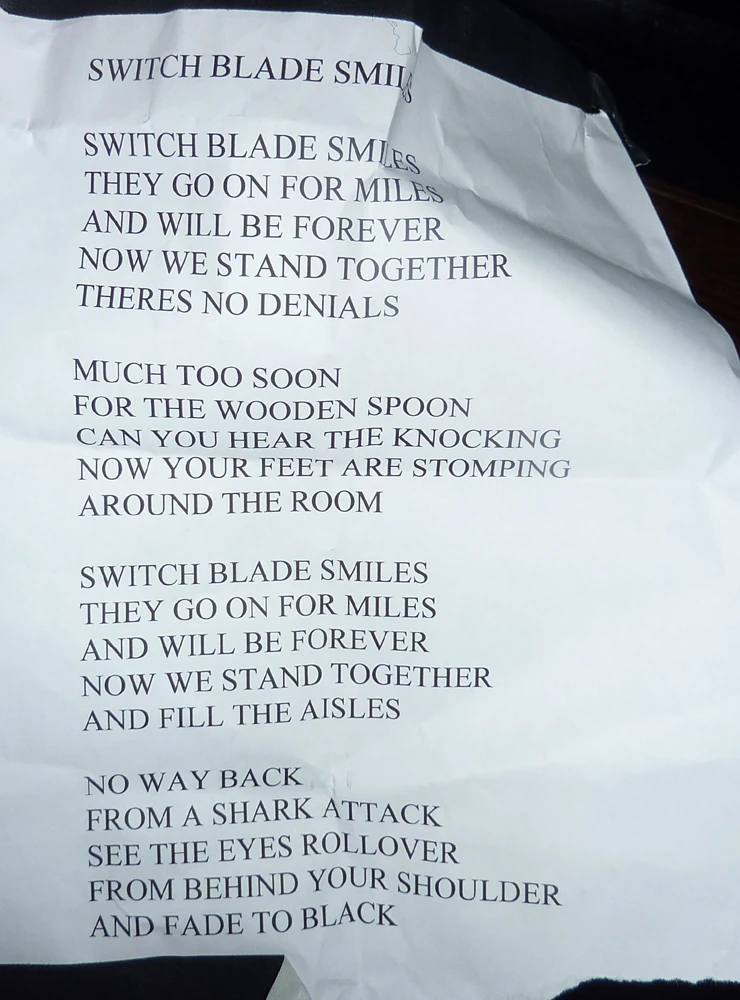 SWITCH BLADE SMILES
SWITCH BLADE SMILES
THEY GO ON FOR MILES
AND WILL BE FOREVER
NOW WE STAND TOGETHER
THERES NO DENIALS
MUCH TOO SOON
FOR THE WOODEN SPOON
CAN YOU HEAR THE KNOCKING
NOW YOUR FEET ARE STOMPING
AROUND THE ROOM
SWITCH BLADE SMILES
THEY GO ON FOR MILES
AND WILL BE FOREVER
NOW WE STAND TOGETHER
AND FILL THE AISLES
NO WAY BACK
FROM A SHARK ATTACK
SEE THE EYES ROLLOVER
FROM BEHIND YOUR SHOULDER
AND FADE TO BLACK